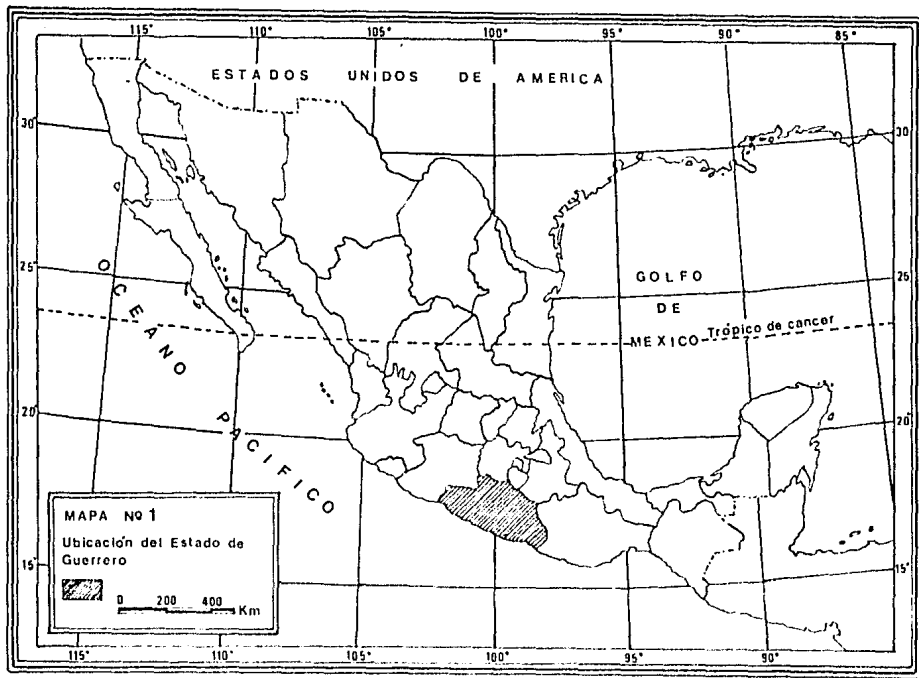 115° 110° 105° 100° 95° 90° 85°
ESTADOS UNIDOS DE AMERICA
30° 30°
25° 25°
GOLFO
DE
MEXICO
Trópico de cancer
OCEANO PACIFICO
20° 20°
15° 15°
MAPA Nº 1
Ubicación del Estado de
Guerrero
0 200 400 Km
115° 110° 105° 100° 95° 90°